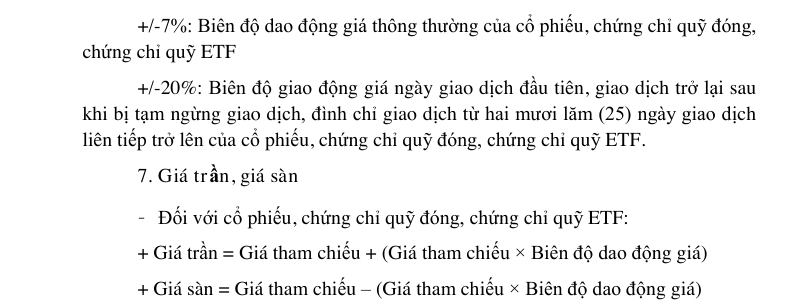 +/-7%: Biên độ dao động giá thông thường của cổ phiếu, chứng chỉ quỹ đóng,
chứng chỉ quỹ ETF
+/-20%: Biên độ giao động giá ngày giao dịch đầu tiên, giao dịch trở lại sau
khi bị tạm ngừng giao dịch, đình chỉ giao dịch từ hai mươi lăm (25) ngày giao dịch
liên tiếp trở lên của cổ phiếu, chứng chỉ quỹ đóng, chứng chỉ quỹ ETF.
7. Giá trần, giá sàn
- Đối với cổ phiếu, chứng chỉ quỹ đóng, chứng chỉ quỹ ETF:
+ Giá trần = Giá tham chiếu + (Giá tham chiếu × Biên độ dao động giá)
+ Giá sàn = Giá tham chiếu – (Giá tham chiếu × Biên độ dao động giá)